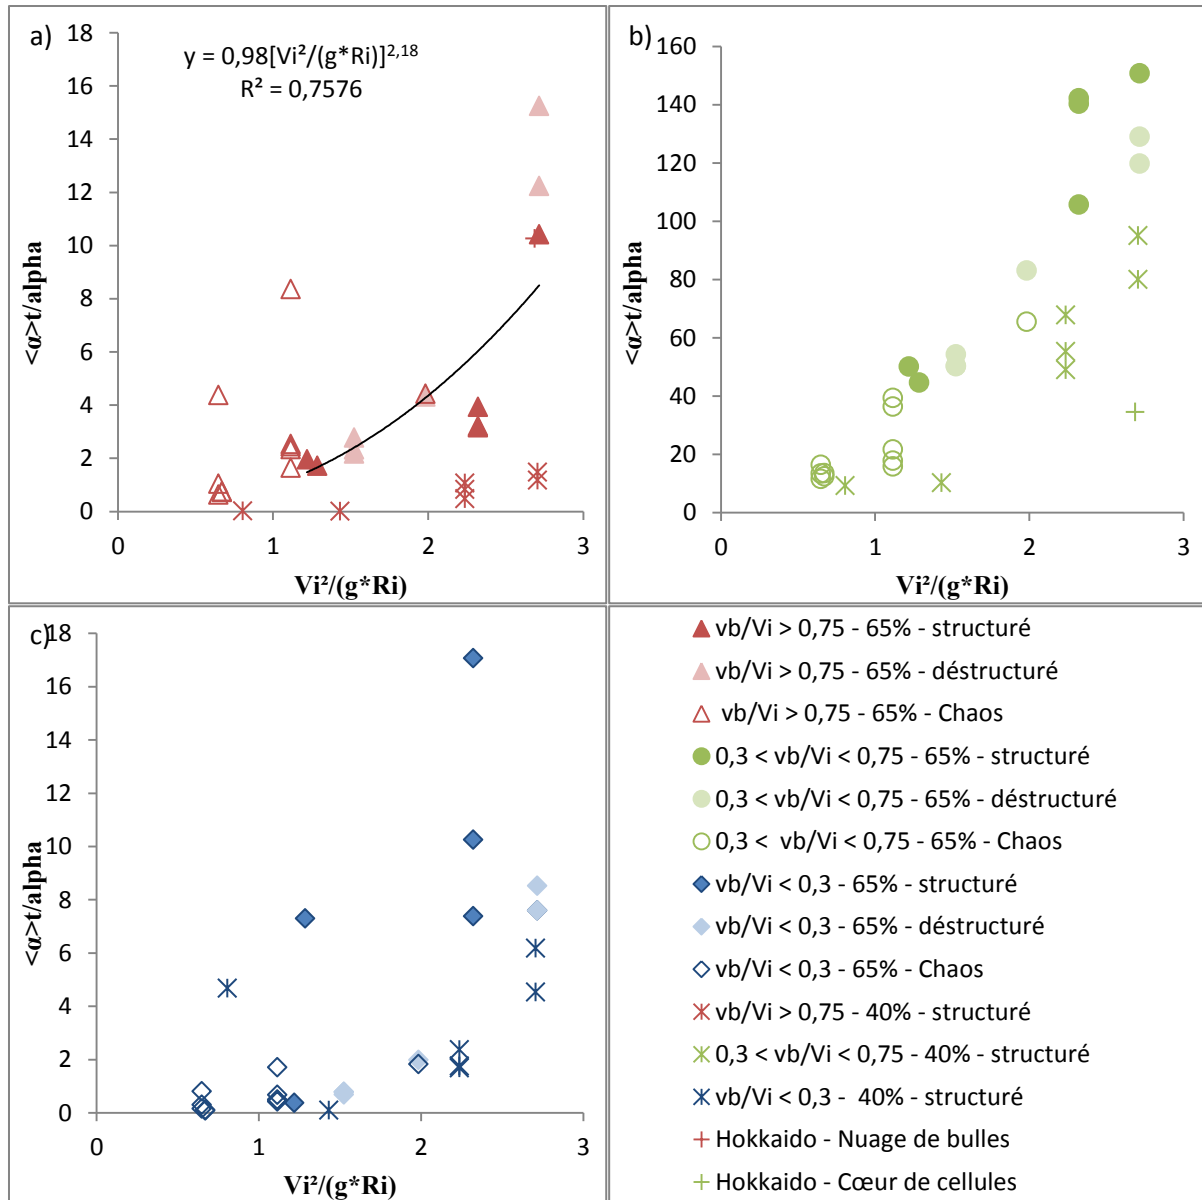 a)
y = 0,98[Vi²/(g*Ri)]^2,18
R² = 0,7576
<α>t/alpha
18
16
14
12
10
8
6
4
2
0
0 1 2 3
Vi²/(g*Ri)
b)
<α>t/alpha
160
140
120
100
80
60
40
20
0
0 1 2 3
Vi²/(g*Ri)
c)
<α>t/alpha
18
16
14
12
10
8
6
4
2
0
0 1 2 3
Vi²/(g*Ri)
vb/Vi > 0,75 - 65% - structuré
vb/Vi > 0,75 - 65% - déstructuré
vb/Vi > 0,75 - 65% - Chaos
0,3 < vb/Vi < 0,75 - 65% - structuré
0,3 < vb/Vi < 0,75 - 65% - déstructuré
0,3 < vb/Vi < 0,75 - 65% - Chaos
vb/Vi < 0,3 - 65% - structuré
vb/Vi < 0,3 - 65% - déstructuré
vb/Vi < 0,3 - 65% - Chaos
vb/Vi > 0,75 - 40% - structuré
0,3 < vb/Vi < 0,75 - 40% - structuré
vb/Vi < 0,3 - 40% - structuré
Hokkaido - Nuage de bulles
Hokkaido - Cœur de cellules